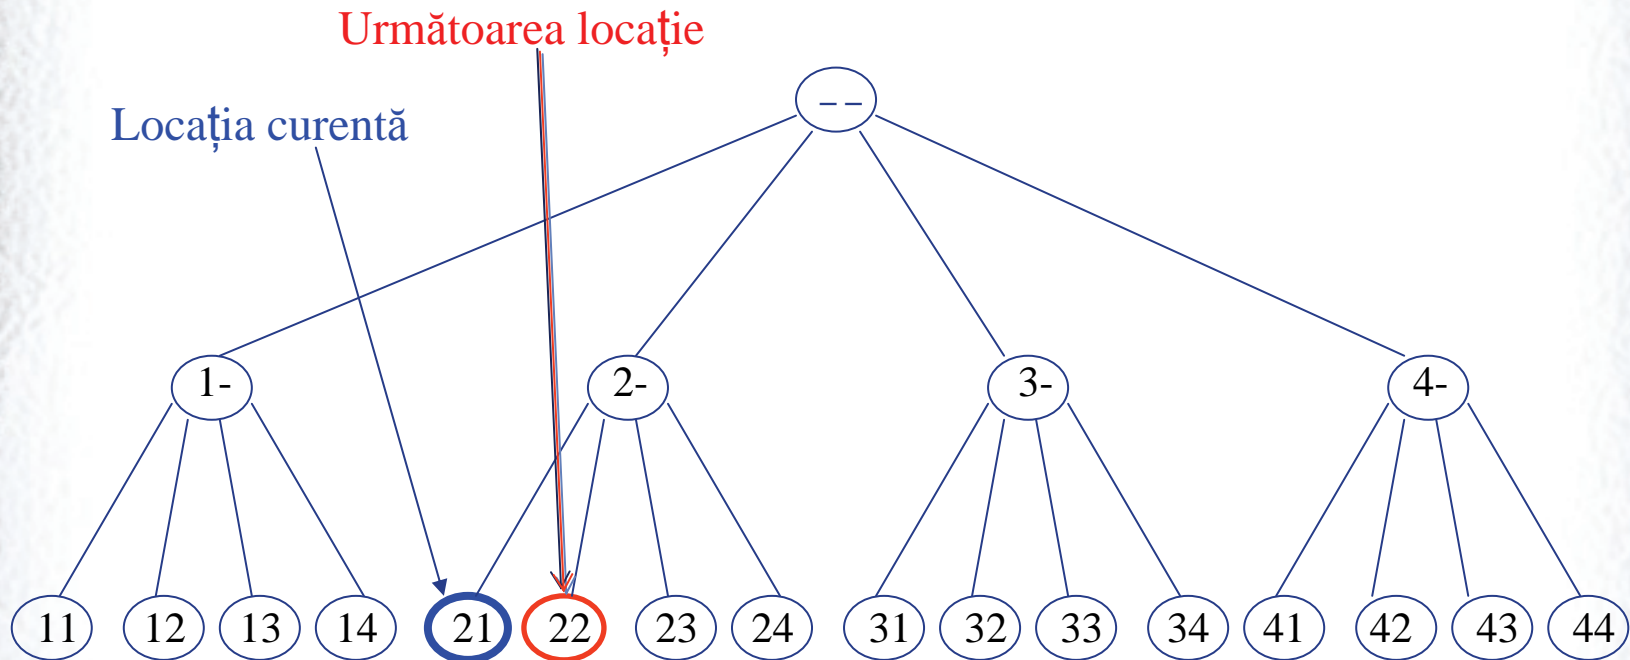 Următoarea locație
– –
Locația curentă
1- 2- 3- 4-
11 12 13 14 21 22 23 24 31 32 33 34 41 42 43 44